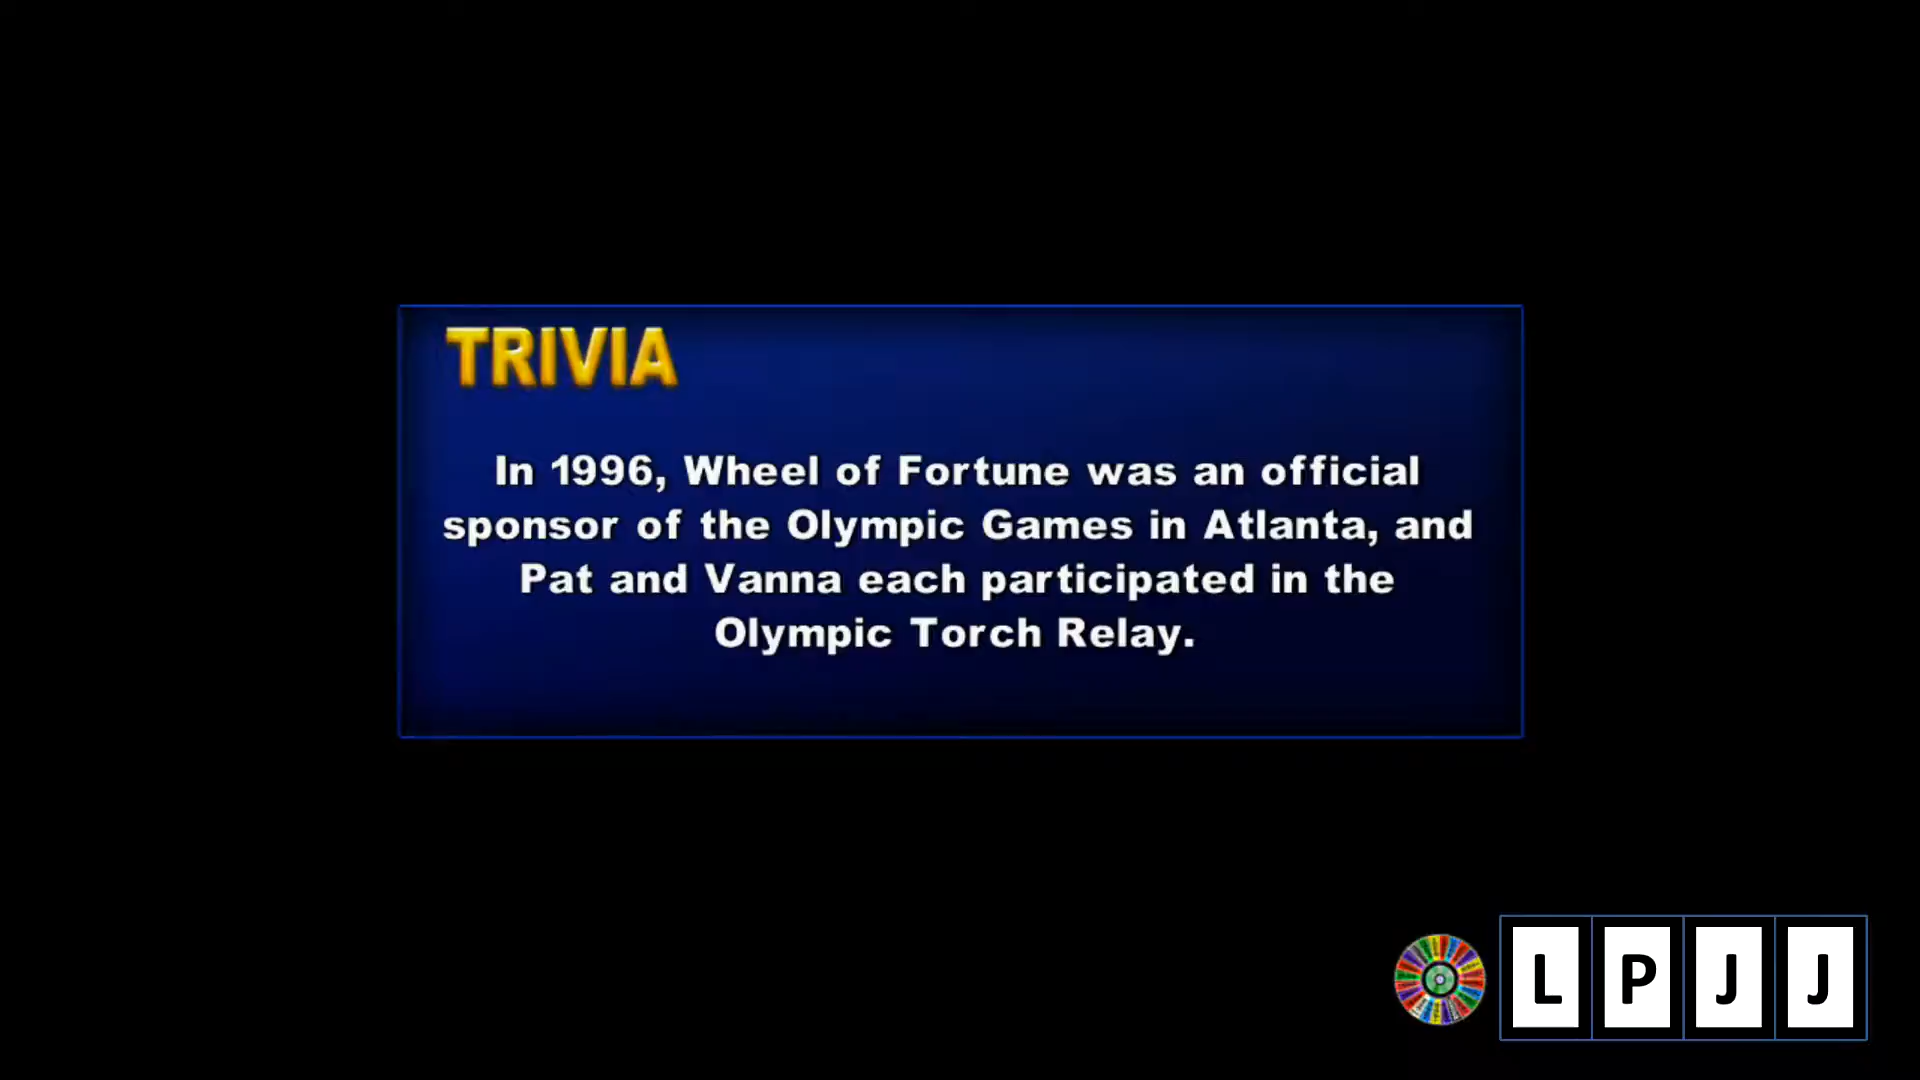 TRIVIA
In 1996, Wheel of Fortune was an official
sponsor of the Olympic Games in Atlanta, and
Pat and Vanna each participated in the
Olympic Torch Relay.
L P J J